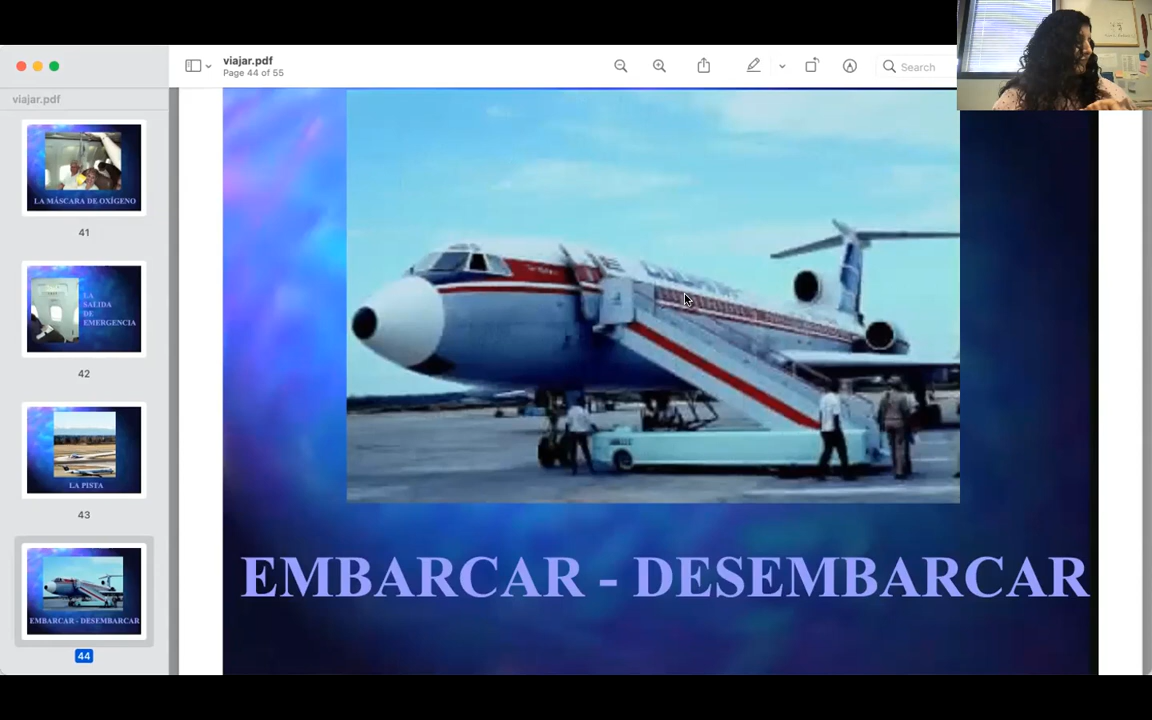 viajar.pdf
Page 44 of 55
Search
viajar.pdf
LA MÁSCARA DE OXÍGENO
41
LA
SALIDA
DE
EMERGENCIA
42
LA PISTA
43
EMBARCAR - DESEMBARCAR
44
EMBARCAR - DESEMBARCAR